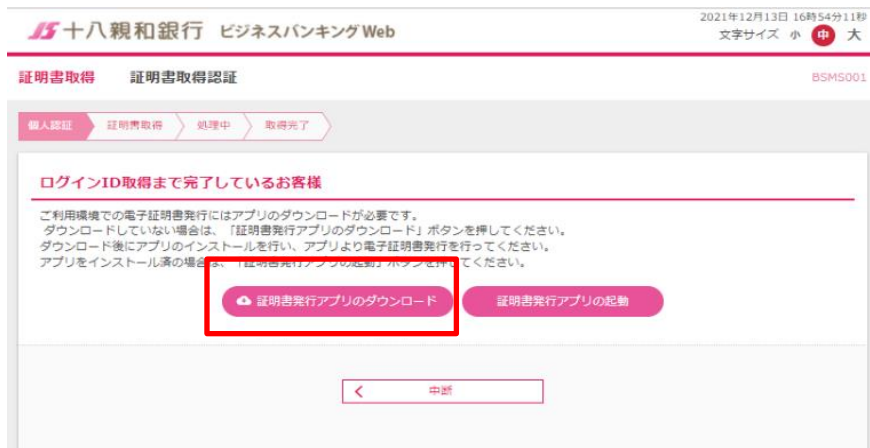 2021年12月13日 16時54分11秒
十八親和銀行 ビジネスバンキングWeb
文字サイズ 小 中 大
証明書取得 証明書取得認証
BSMS001
個人認証 証明書取得 処理中 取得完了
ログインID取得まで完了しているお客様
ご利用環境での電子証明書発行にはアプリのダウンロードが必要です。
ダウンロードしていない場合は、「証明書発行アプリのダウンロード」ボタンを押してください。
ダウンロード後にアプリのインストールを行い、アプリより電子証明書発行を行ってください。
アプリをインストール済の場合は、「証明書発行アプリの起動」ボタンを押してください。
証明書発行アプリのダウンロード 証明書発行アプリの起動
中断